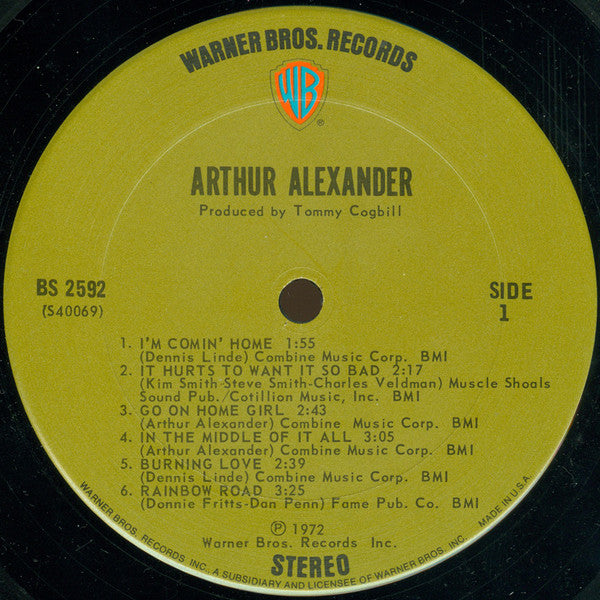 WARNER BROS. RECORDS
WB
®
ARTHUR ALEXANDER
Produced by Tommy Cogbill
BS 2592
(S40069)
SIDE
1
1. I'M COMIN' HOME 1:55
(Dennis Linde) Combine Music Corp. BMI
2. IT HURTS TO WANT IT SO BAD 2:17
(Kim Smith-Steve Smith-Charles Veldman) Muscle Shoals
Sound Pub./Cotillion Music, Inc. BMI
3. GO ON HOME GIRL 2:43
(Arthur Alexander) Combine Music Corp. BMI
4. IN THE MIDDLE OF IT ALL 3:05
(Arthur Alexander) Combine Music Corp. BMI
5. BURNING LOVE 2:39
(Dennis Linde) Combine Music Corp. BMI
6. RAINBOW ROAD 3:25
(Donnie Fritts-Dan Penn) Fame Pub. Co. BMI
℗ 1972
Warner Bros. Records Inc.
STEREO
WARNER BROS. RECORDS INC., A SUBSIDIARY AND LICENSEE OF WARNER BROS. INC. MADE IN U.S.A.